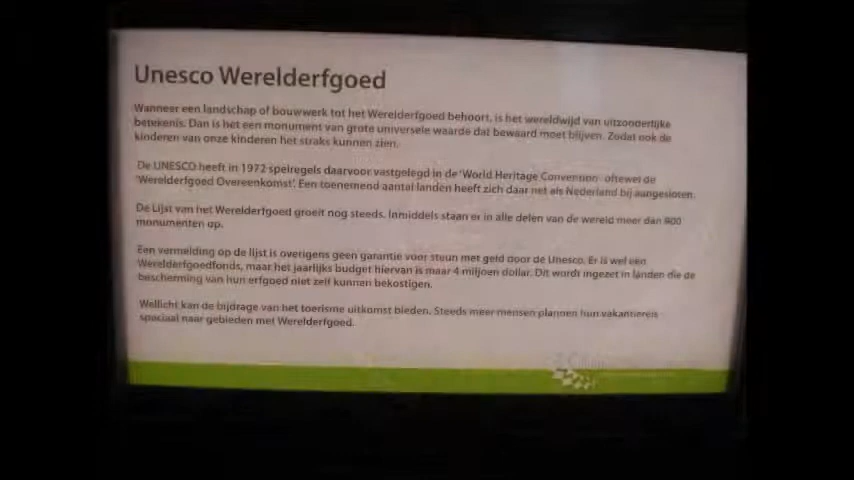 Unesco Werelderfgoed
Wanneer een landschap of bouwwerk tot het Werelderfgoed behoort, is het wereldwijd van uitzonderlijke
betekenis. Dan is het een monument van grote universele waarde dat bewaard moet blijven. Zodat ook de
kinderen van onze kinderen het straks kunnen zien.
De UNESCO heeft in 1972 spelregels daarvoor vastgelegd in de 'World Heritage Convention' oftewel de
'Werelderfgoed Overeenkomst'. Een toenemend aantal landen heeft zich daar net als Nederland bij aangesloten.
De Lijst van het Werelderfgoed groeit nog steeds. Inmiddels staan er in alle delen van de wereld meer dan 900
monumenten op.
Een vermelding op de lijst is overigens geen garantie voor steun met geld door de Unesco. Er is wel een
Werelderfgoedfonds, maar het jaarlijks budget hiervan is maar 4 miljoen dollar. Dit wordt ingezet in landen die de
bescherming van hun erfgoed niet zelf kunnen bekostigen.
Wellicht kan de bijdrage van het toerisme uitkomst bieden. Steeds meer mensen plannen hun vakantiereis
speciaal naar gebieden met Werelderfgoed.